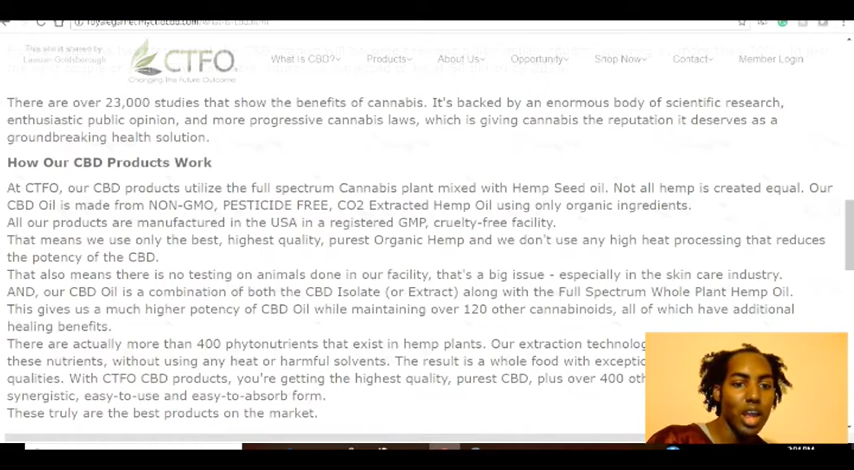 This site is shared by
Lawson Goldsborough
CTFO
Changing the Future Outcome
What Is CBD?
Products
About Us
Opportunity
Shop Now
Contact
Member Login
There are over 23,000 studies that show the benefits of cannabis. It's backed by an enormous body of scientific research,
enthusiastic public opinion, and more progressive cannabis laws, which is giving cannabis the reputation it deserves as a
groundbreaking health solution.
How Our CBD Products Work
At CTFO, our CBD products utilize the full spectrum Cannabis plant mixed with Hemp Seed oil. Not all hemp is created equal. Our
CBD Oil is made from NON-GMO, PESTICIDE FREE, CO2 Extracted Hemp Oil using only organic ingredients.
All our products are manufactured in the USA in a registered GMP, cruelty-free facility.
That means we use only the best, highest quality, purest Organic Hemp and we don't use any high heat processing that reduces
the potency of the CBD.
That also means there is no testing on animals done in our facility, that's a big issue - especially in the skin care industry.
AND, our CBD Oil is a combination of both the CBD Isolate (or Extract) along with the Full Spectrum Whole Plant Hemp Oil.
This gives us a much higher potency of CBD Oil while maintaining over 120 other cannabinoids, all of which have additional
healing benefits.
There are actually more than 400 phytonutrients that exist in hemp plants. Our extraction
these nutrients, without using any heat or harmful solvents. The result is a whole food with
qualities. With CTFO CBD products, you're getting the highest quality, purest CBD, plus over 400
synergistic, easy-to-use and easy-to-absorb form.
These truly are the best products on the market.